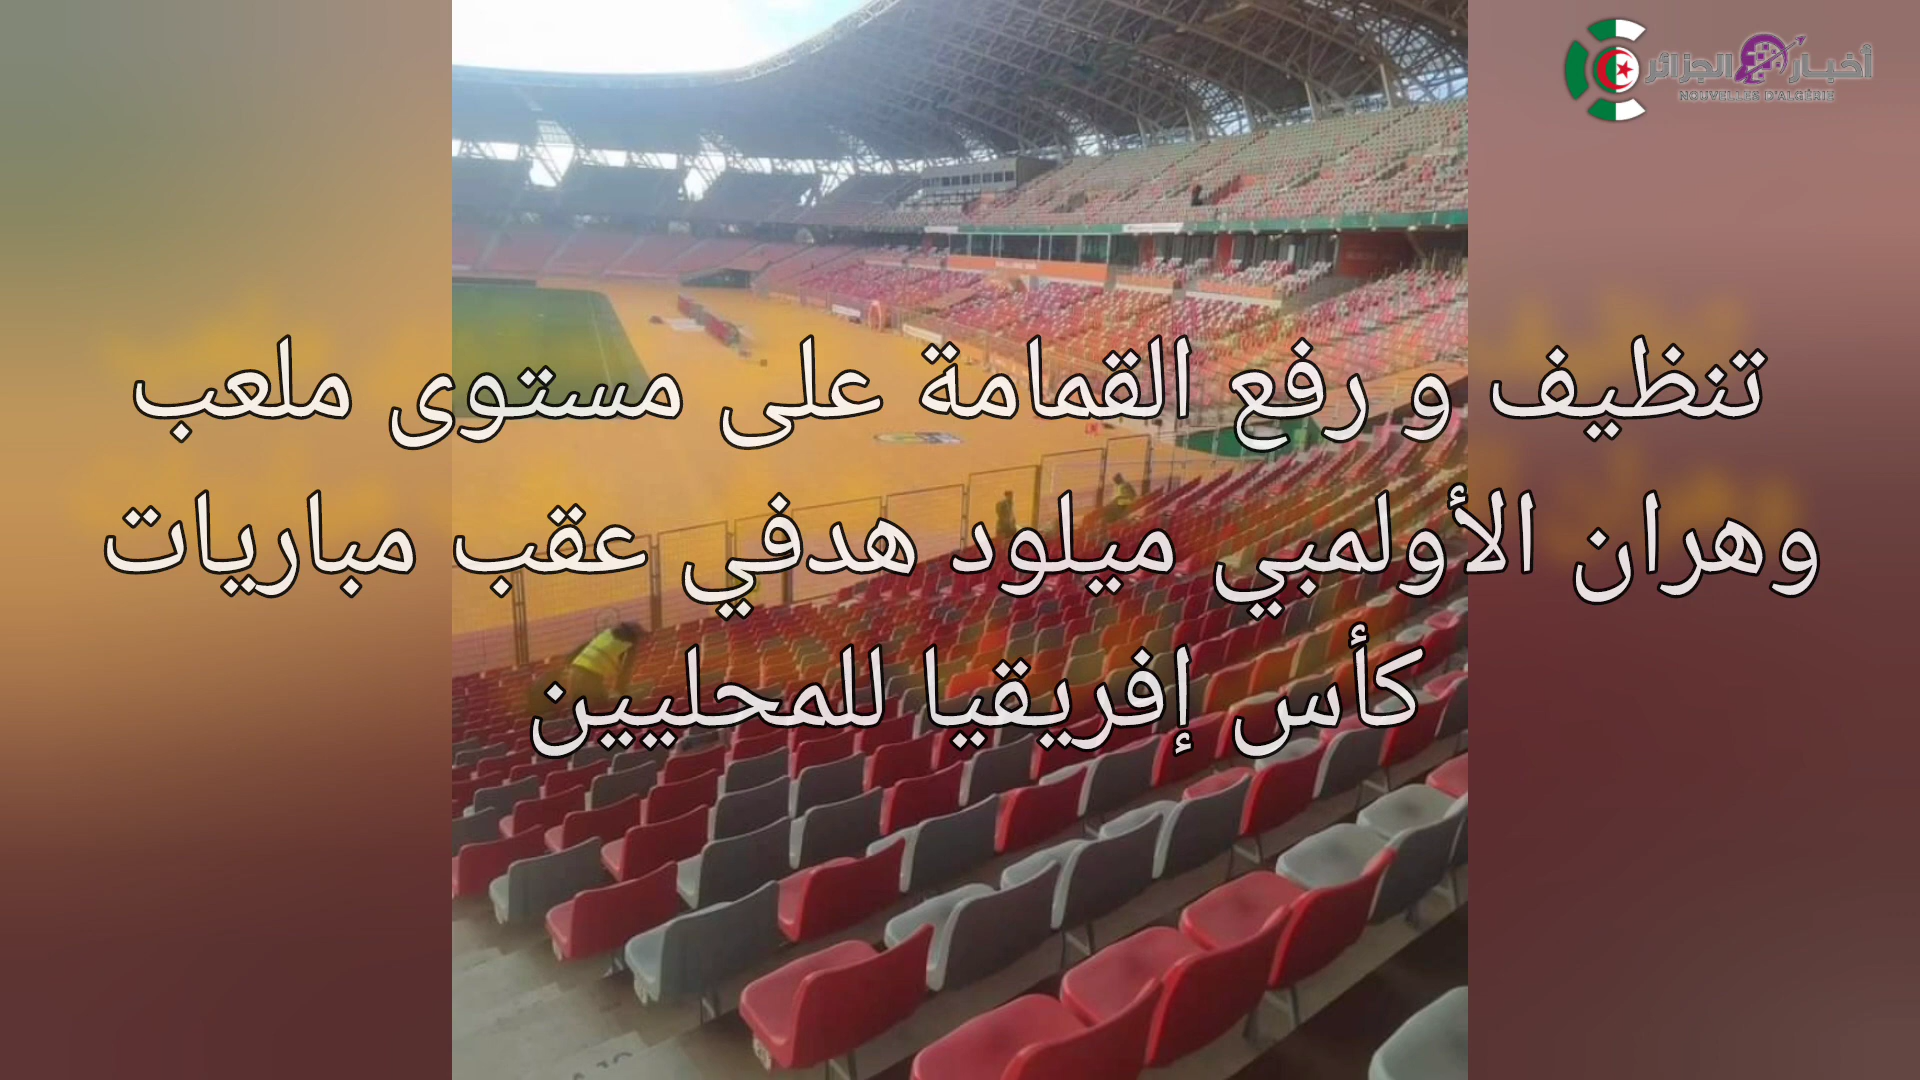 أخبار الجزائر
NOUVELLES D'ALGÉRIE
تنظيف و رفع القمامة على مستوى ملعب
وهران الأولمبي ميلود هدفي عقب مباريات
كأس إفريقيا للمحليين